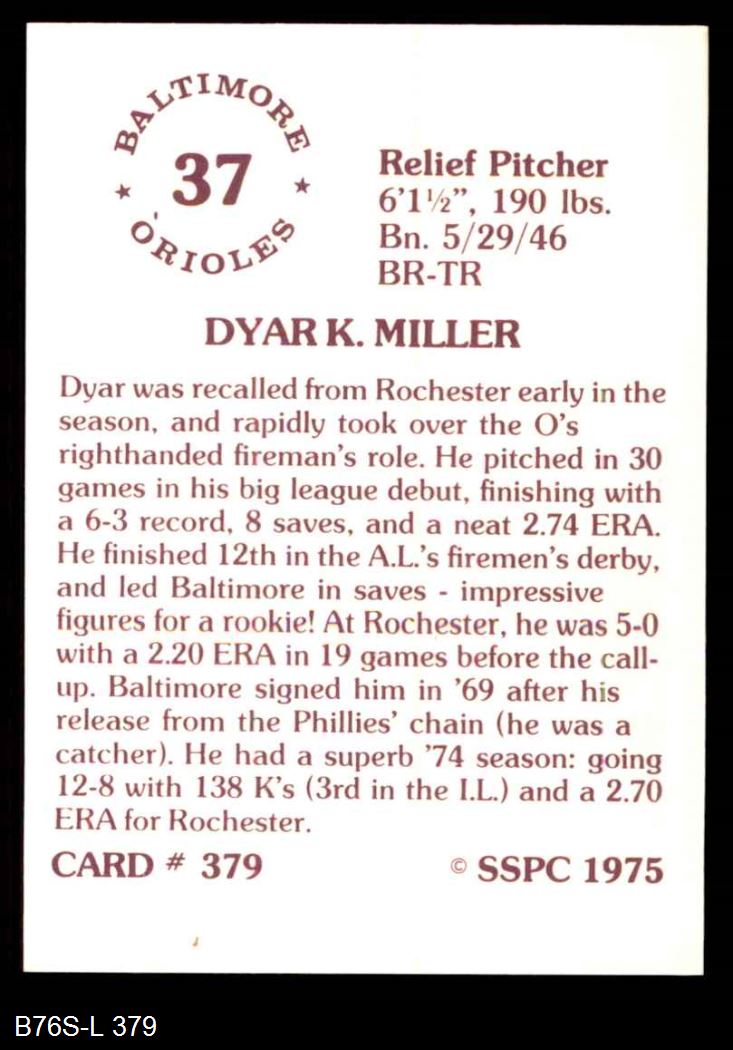 BALTIMORE
37
ORIOLES
Relief Pitcher
6'1½", 190 lbs.
Bn. 5/29/46
BR-TR
DYAR K. MILLER
Dyar was recalled from Rochester early in the
season, and rapidly took over the O's
righthanded fireman's role. He pitched in 30
games in his big league debut, finishing with
a 6-3 record, 8 saves, and a neat 2.74 ERA.
He finished 12th in the A.L.'s firemen's derby,
and led Baltimore in saves - impressive
figures for a rookie! At Rochester, he was 5-0
with a 2.20 ERA in 19 games before the call-
up. Baltimore signed him in '69 after his
release from the Phillies' chain (he was a
catcher). He had a superb '74 season: going
12-8 with 138 K's (3rd in the I.L.) and a 2.70
ERA for Rochester.
CARD # 379
© SSPC 1975
B76S-L 379